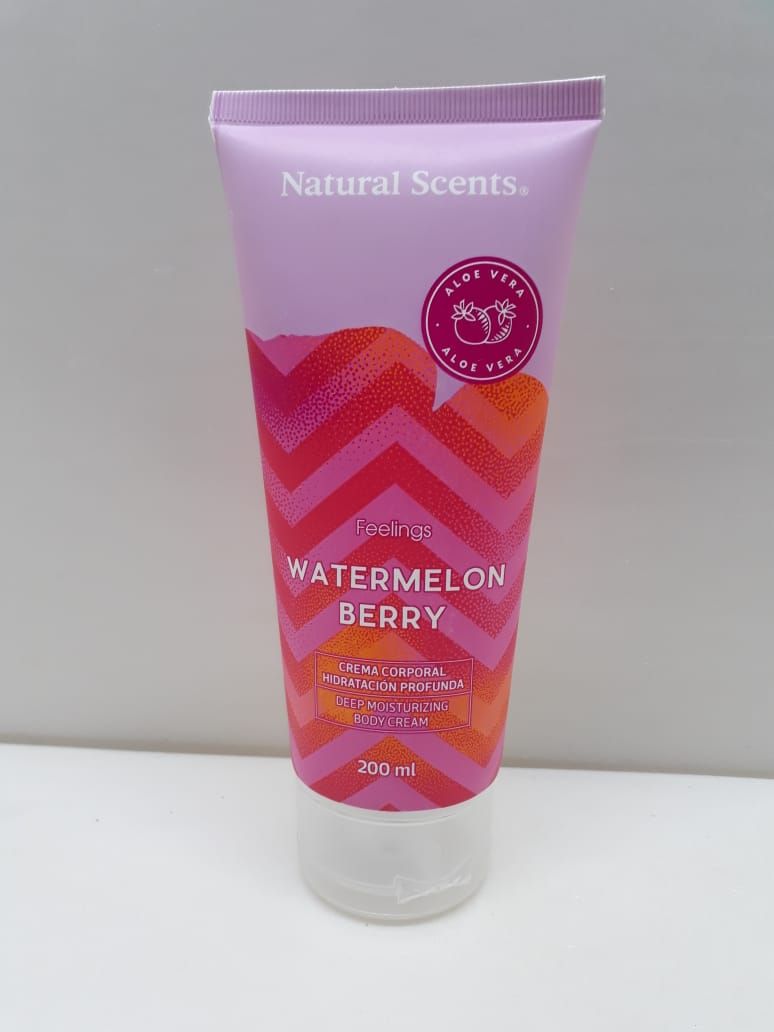 Natural Scents®
ALOE VERA
ALOE VERA
Feelings
WATERMELON
BERRY
CREMA CORPORAL
HIDRATACIÓN PROFUNDA
DEEP MOISTURIZING
BODY CREAM
200 ml